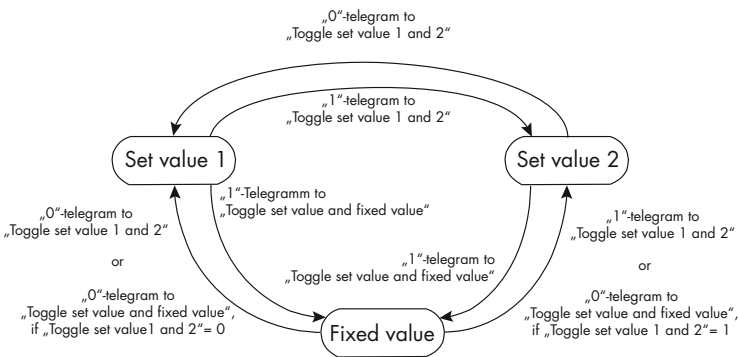 „0“-telegram to
„Toggle set value 1 and 2“
„1“-telegram to
„Toggle set value 1 and 2“
Set value 1
Set value 2
„1“-Telegramm to
„Toggle set value and fixed value“
„0“-telegram to
„Toggle set value 1 and 2“
or
„0“-telegram to
„Toggle set value and fixed value“,
if „Toggle set value1 and 2“= 0
„1“-telegram to
„Toggle set value and fixed value“
„1“-telegram to
„Toggle set value 1 and 2“
or
„0“-telegram to
„Toggle set value and fixed value“,
if „Toggle set value 1 and 2“= 1
Fixed value